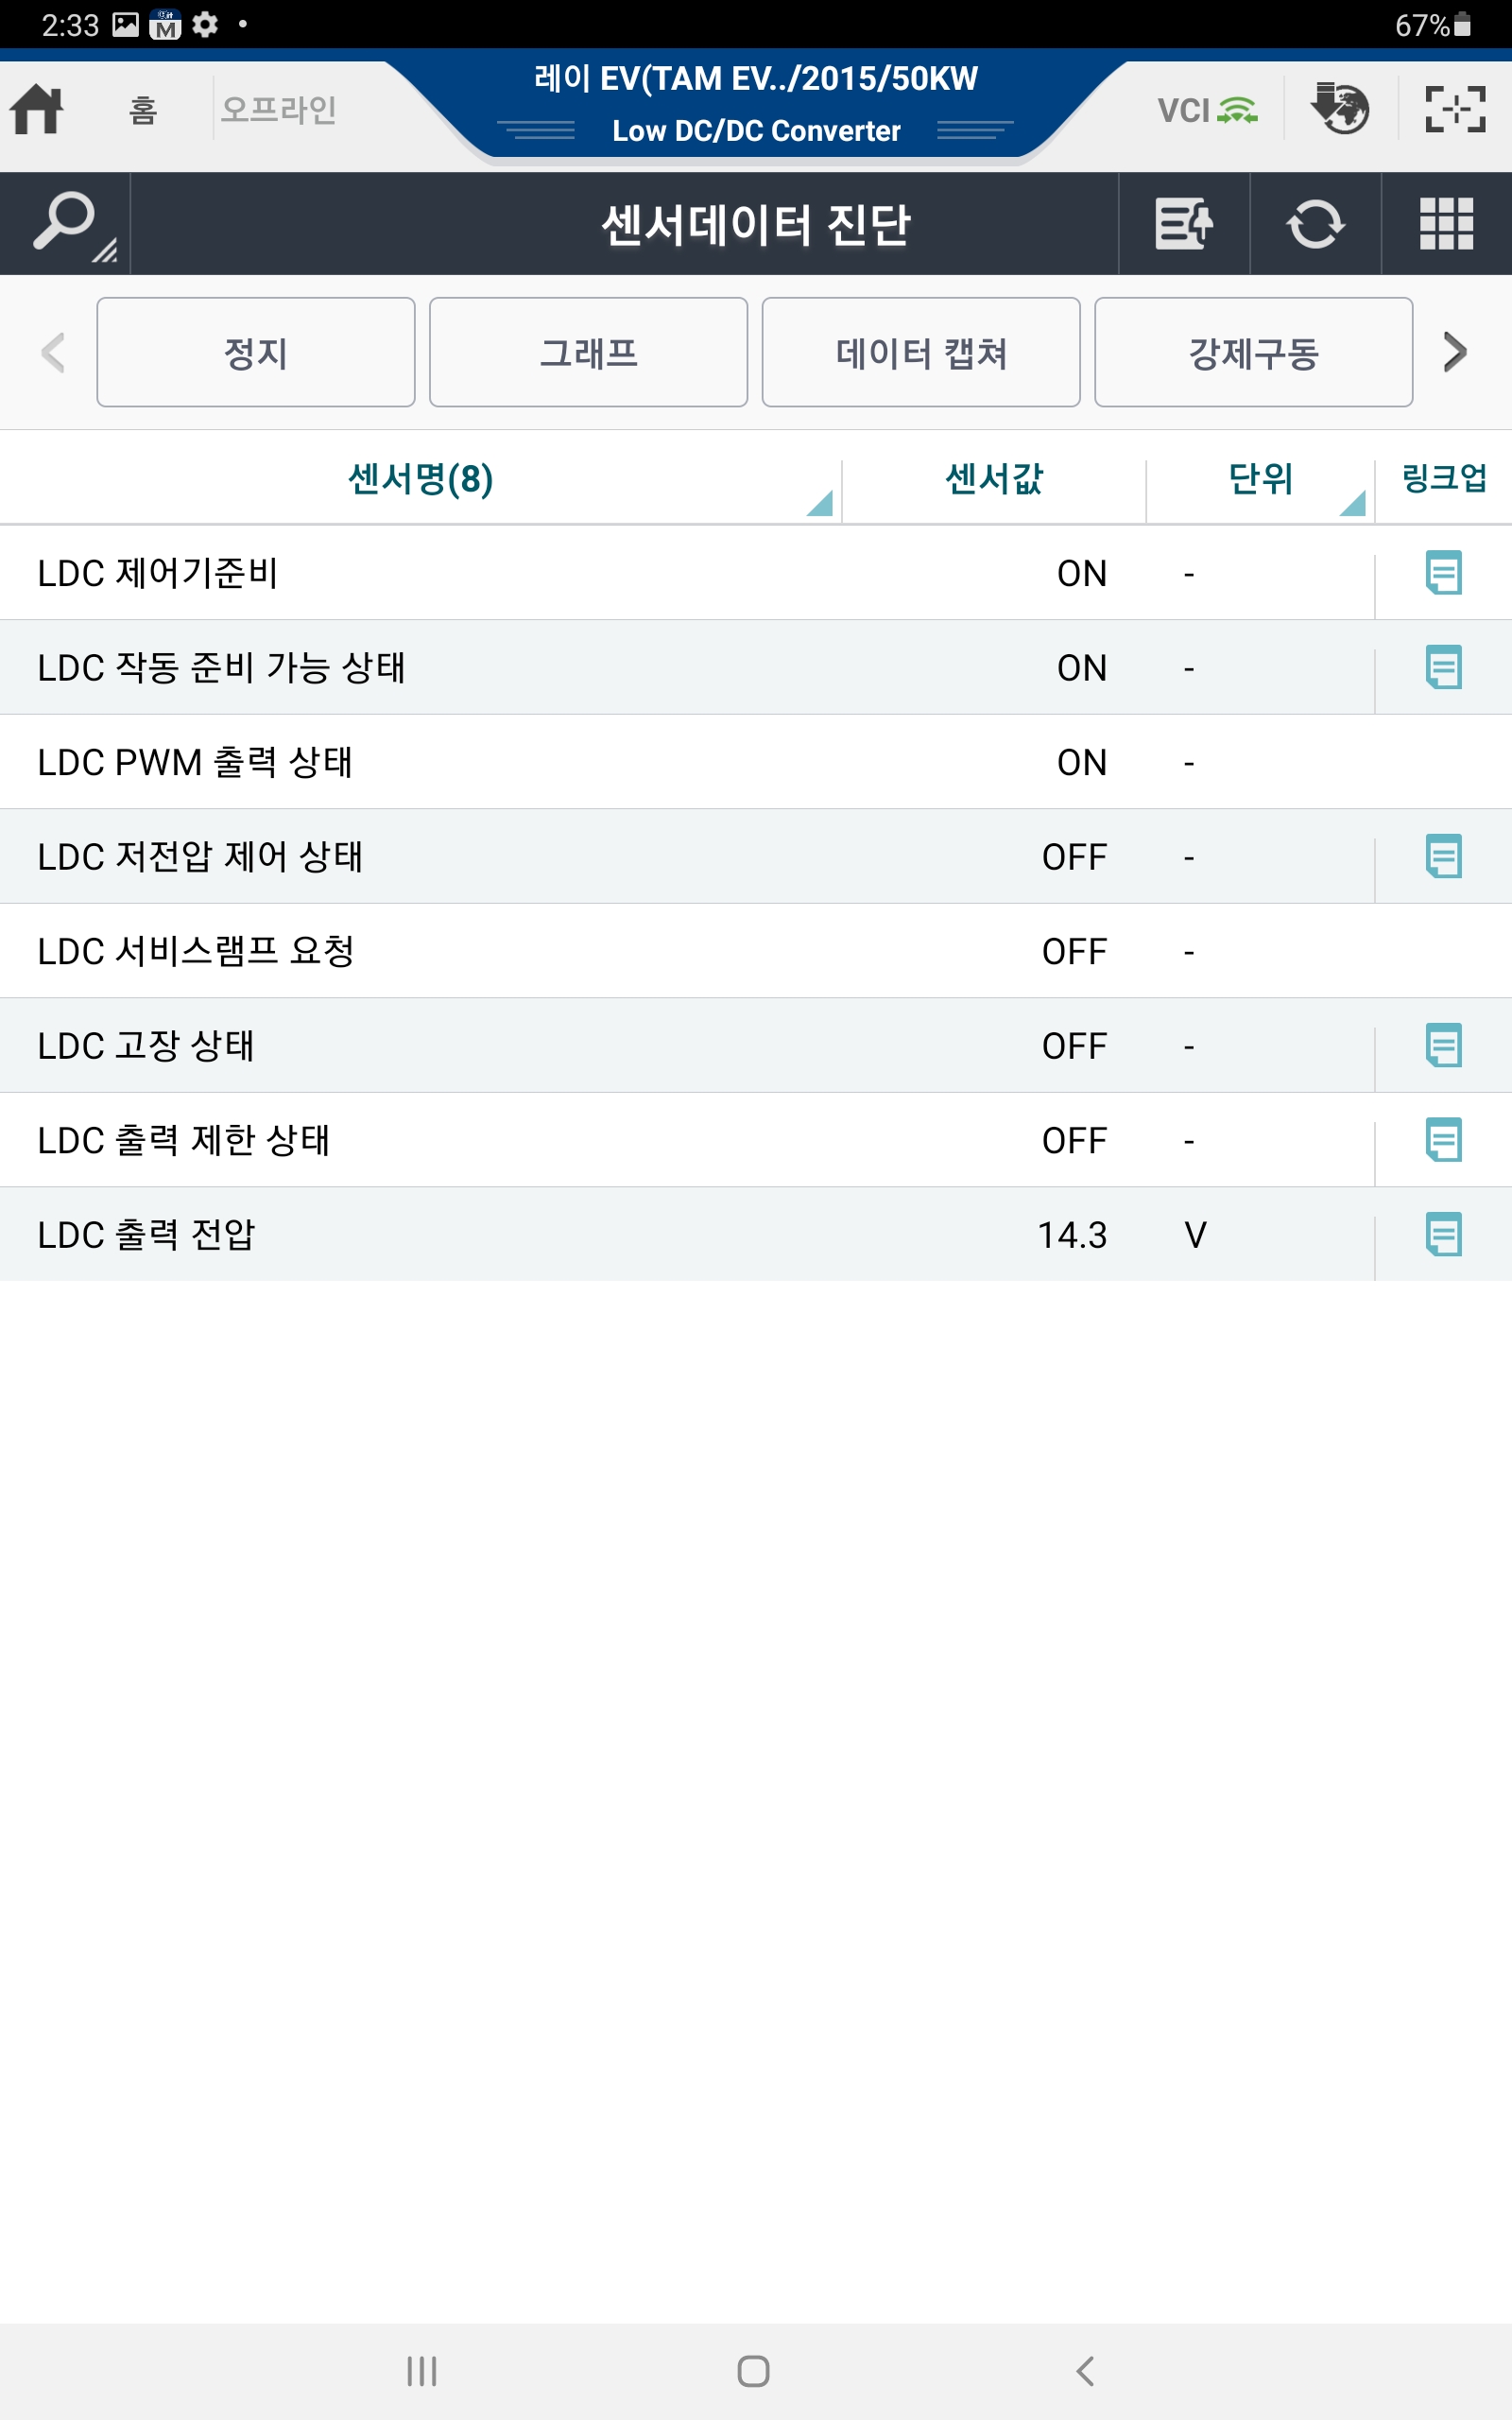 2:33
67%
레이 EV(TAM EV../2015/50KW
홈 오프라인
VCI
Low DC/DC Converter
센서데이터 진단
정지 그래프 데이터 캡쳐 강제구동
센서명(8) 센서값 단위 링크업
LDC 제어기준비 ON -
LDC 작동 준비 가능 상태 ON -
LDC PWM 출력 상태 ON -
LDC 저전압 제어 상태 OFF -
LDC 서비스램프 요청 OFF -
LDC 고장 상태 OFF -
LDC 출력 제한 상태 OFF -
LDC 출력 전압 14.3 V